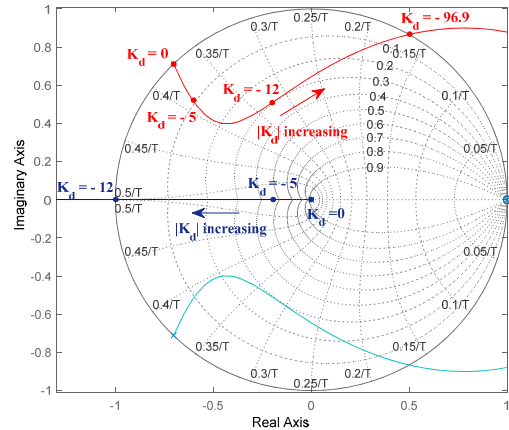 1
0.8
0.6
0.4
0.2
0
-0.2
-0.4
-0.6
-0.8
-1
-1
-0.5
0
0.5
1
Imaginary Axis
Real Axis
K_d = 0
K_d = - 5
K_d = - 12
K_d = - 96.9
|K_d| increasing
K_d = - 12
K_d = - 5
K_d =0
|K_d| increasing
0.25/T
0.3/T
0.2/T
0.35/T
0.4/T
0.1/T
0.45/T
0.05/T
0.5/T
0.5/T
0.45/T
0.05/T
0.4/T
0.1/T
0.35/T
0.15/T
0.3/T
0.2/T
0.25/T
0.1
0.2
0.3
0.4
0.5
0.6
0.7
0.8
0.9